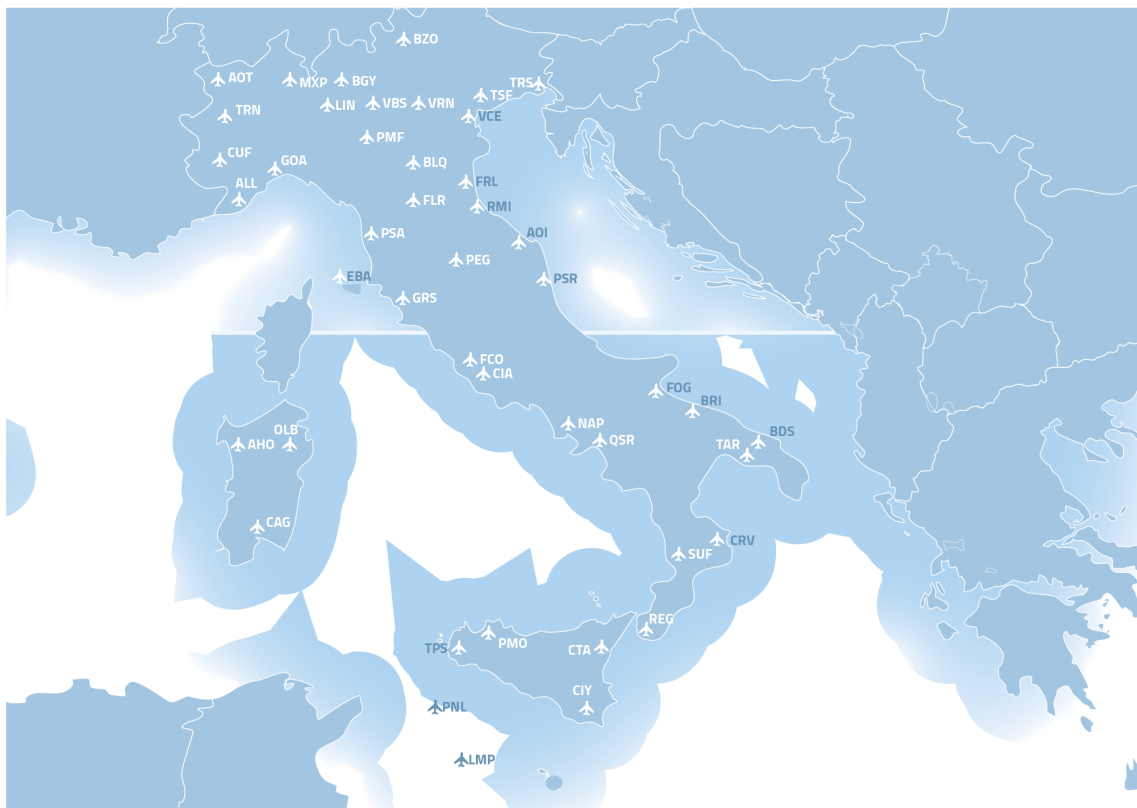 BZO
AOT
MXP
BGY
TRS
TSF
LIN
VBS
VRN
TRN
VCE
PMF
CUF
GOA
BLQ
ALL
FRL
FLR
RMI
PSA
AOI
PEG
EBA
PSR
GRS
FCO
CIA
FOG
BRI
NAP
OLB
BDS
AHO
QSR
TAR
CAG
CRV
SUF
REG
PMO
TPS
CTA
CIY
PNL
LMP